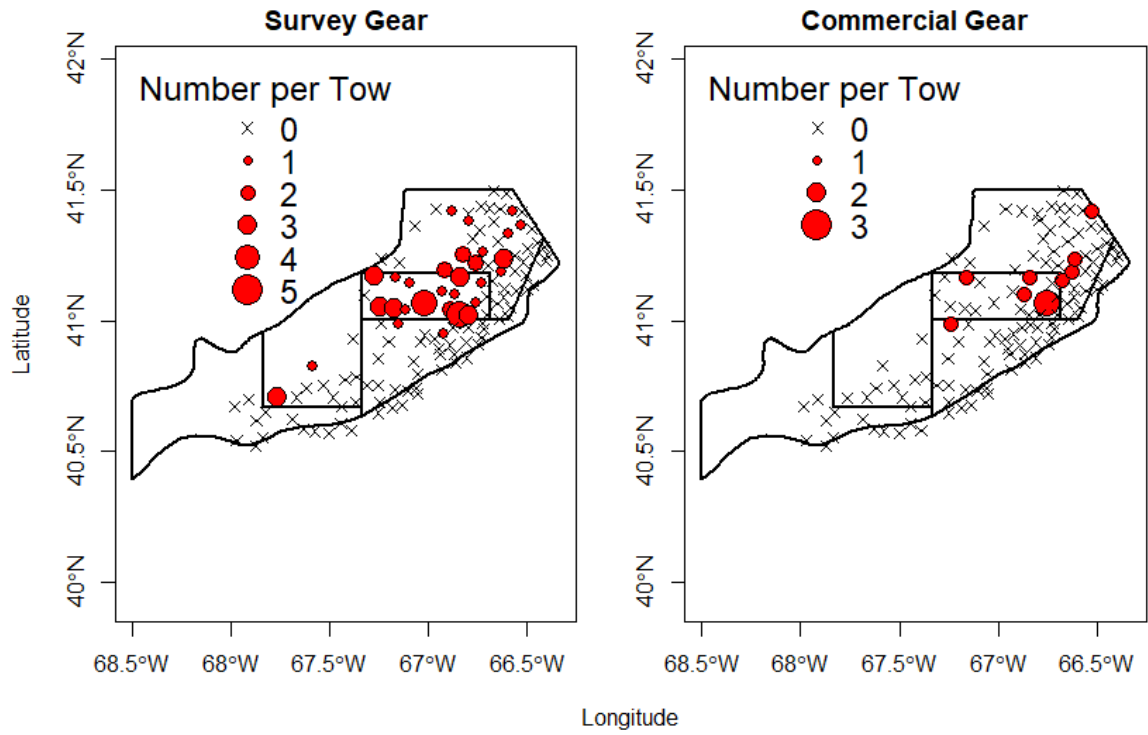 Survey Gear
Commercial Gear
Number per Tow
0
1
2
3
4
5
Number per Tow
0
1
2
3
42°N
41.5°N
41°N
40.5°N
40°N
42°N
41.5°N
41°N
40.5°N
40°N
Latitude
68.5°W 68°W 67.5°W 67°W 66.5°W
68.5°W 68°W 67.5°W 67°W 66.5°W
Longitude